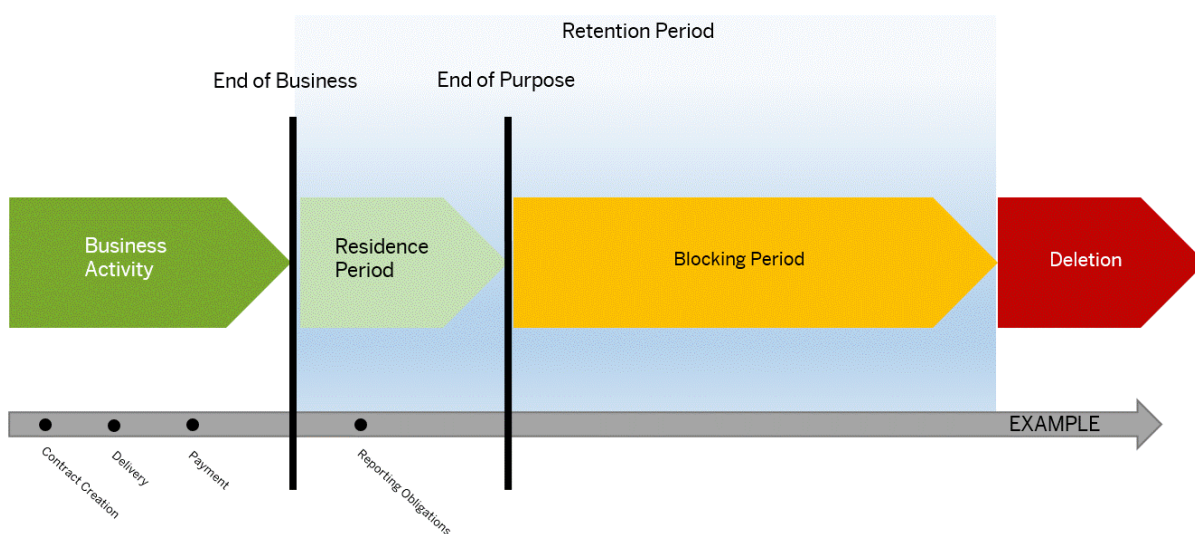 Retention Period
End of Business
End of Purpose
Business
Activity
Residence
Period
Blocking Period
Deletion
EXAMPLE
Contract Creation
Delivery
Payment
Reporting Obligations